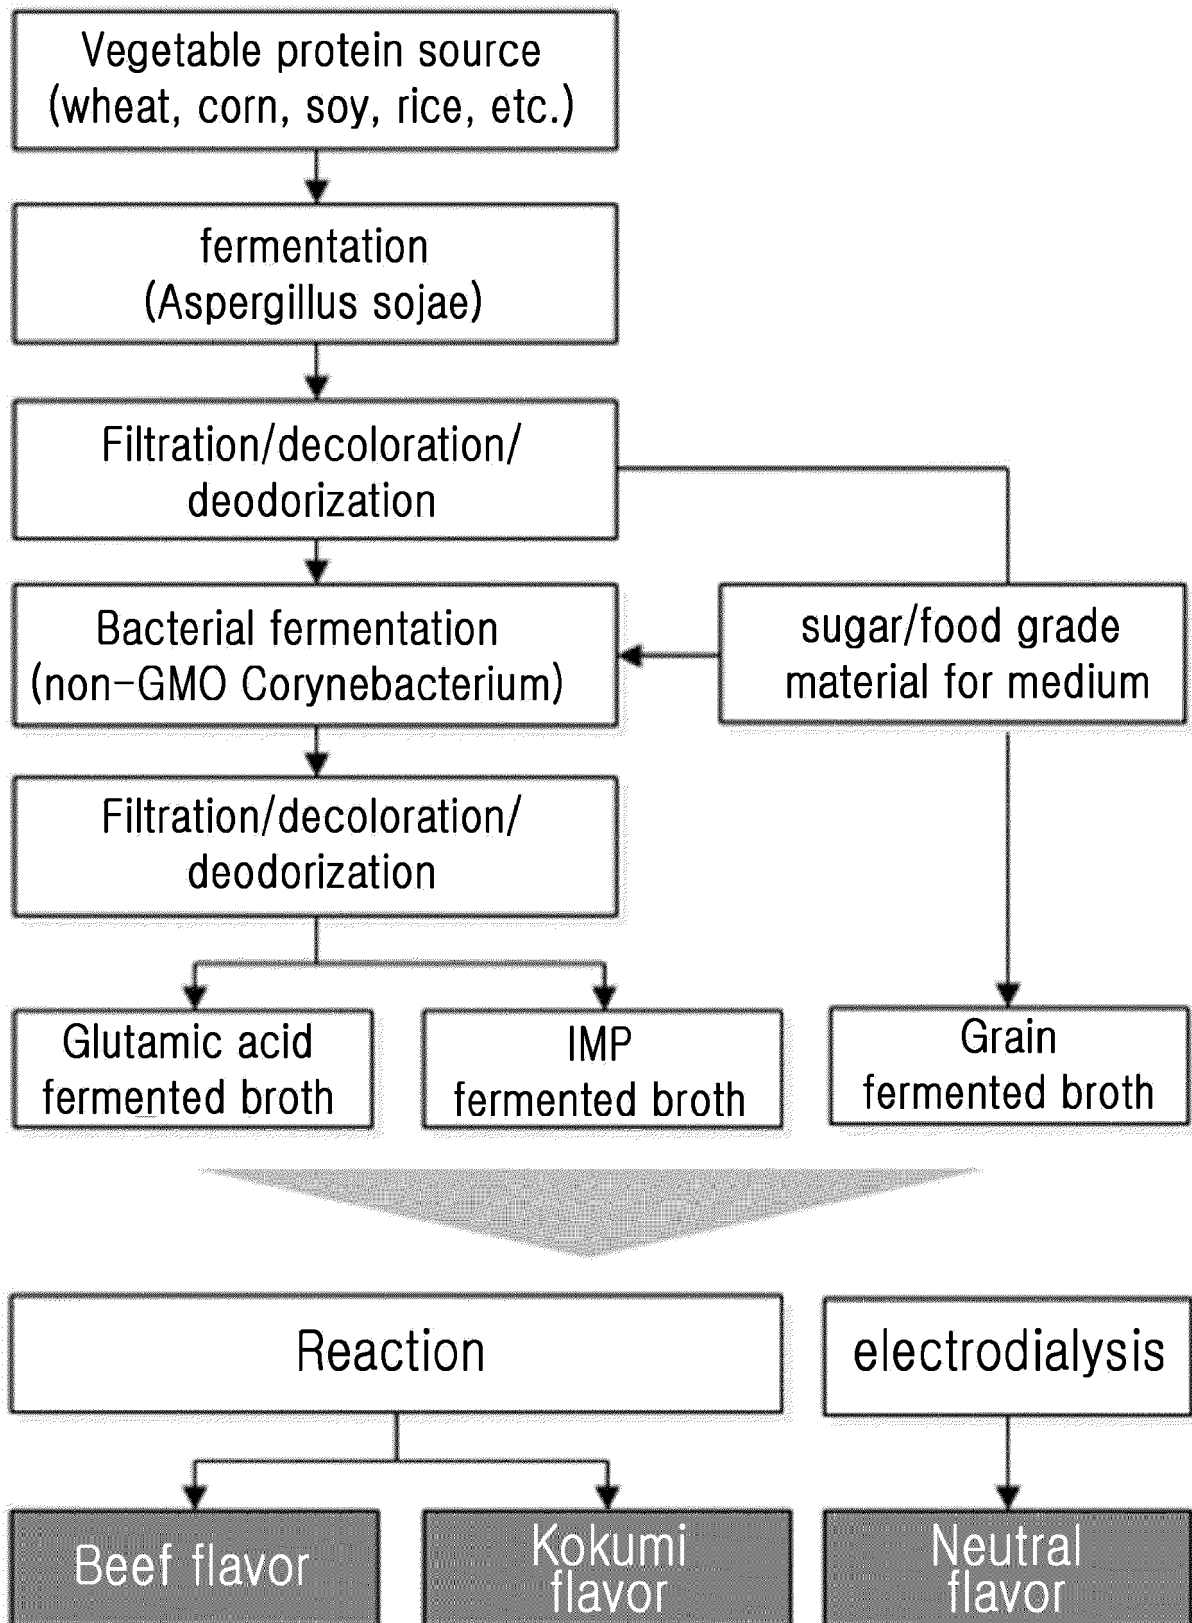 Vegetable protein source
(wheat, corn, soy, rice, etc.)
fermentation
(Aspergillus sojae)
Filtration/decoloration/
deodorization
Bacterial fermentation
(non-GMO Corynebacterium)
sugar/food grade
material for medium
Filtration/decoloration/
deodorization
Glutamic acid
fermented broth
IMP
fermented broth
Grain
fermented broth
Reaction
electrodialysis
Beef flavor
Kokumi
flavor
Neutral
flavor